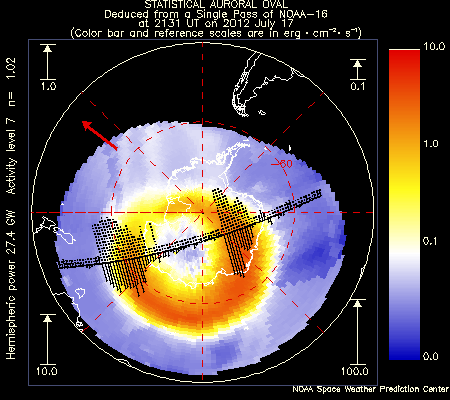 STATISTICAL AURORAL OVAL
Deduced from a Single Pass of NOAA-16
at 2131 UT on 2012 July 17
(Color bar and reference scales are in erg · cm⁻² · s⁻¹)
1.0
0.1
-60
10.0
100.0
Hemispheric power 27.4 GW Activity level 7 n= 1.02
10.0
1.0
0.1
0.0
NOAA Space Weather Prediction Center